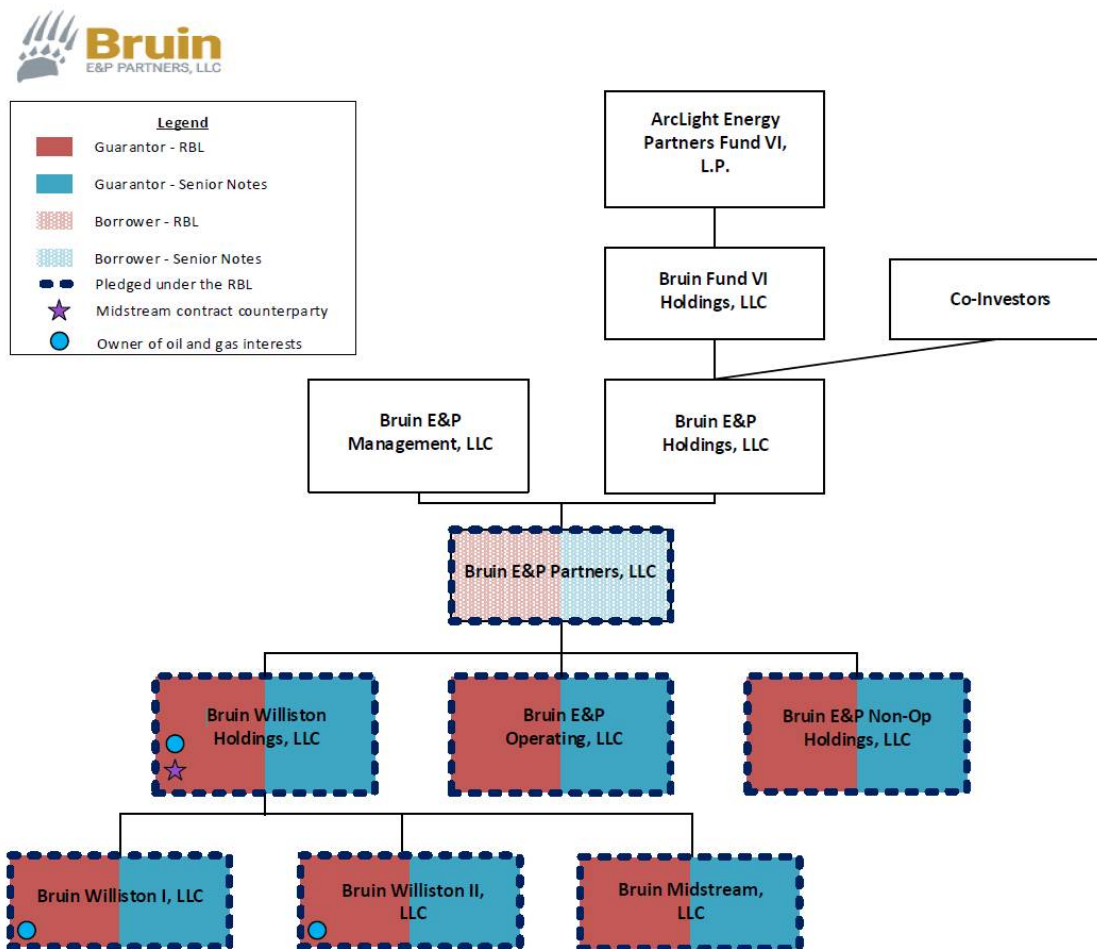 Bruin
E&P PARTNERS, LLC
Legend
Guarantor - RBL
Guarantor - Senior Notes
Borrower - RBL
Borrower - Senior Notes
Pledged under the RBL
Midstream contract counterparty
Owner of oil and gas interests
ArcLight Energy
Partners Fund VI,
L.P.
Bruin Fund VI
Holdings, LLC
Co-Investors
Bruin E&P
Management, LLC
Bruin E&P
Holdings, LLC
Bruin E&P Partners, LLC
Bruin Williston
Holdings, LLC
Bruin E&P
Operating, LLC
Bruin E&P Non-Op
Holdings, LLC
Bruin Williston I, LLC
Bruin Williston II,
LLC
Bruin Midstream,
LLC